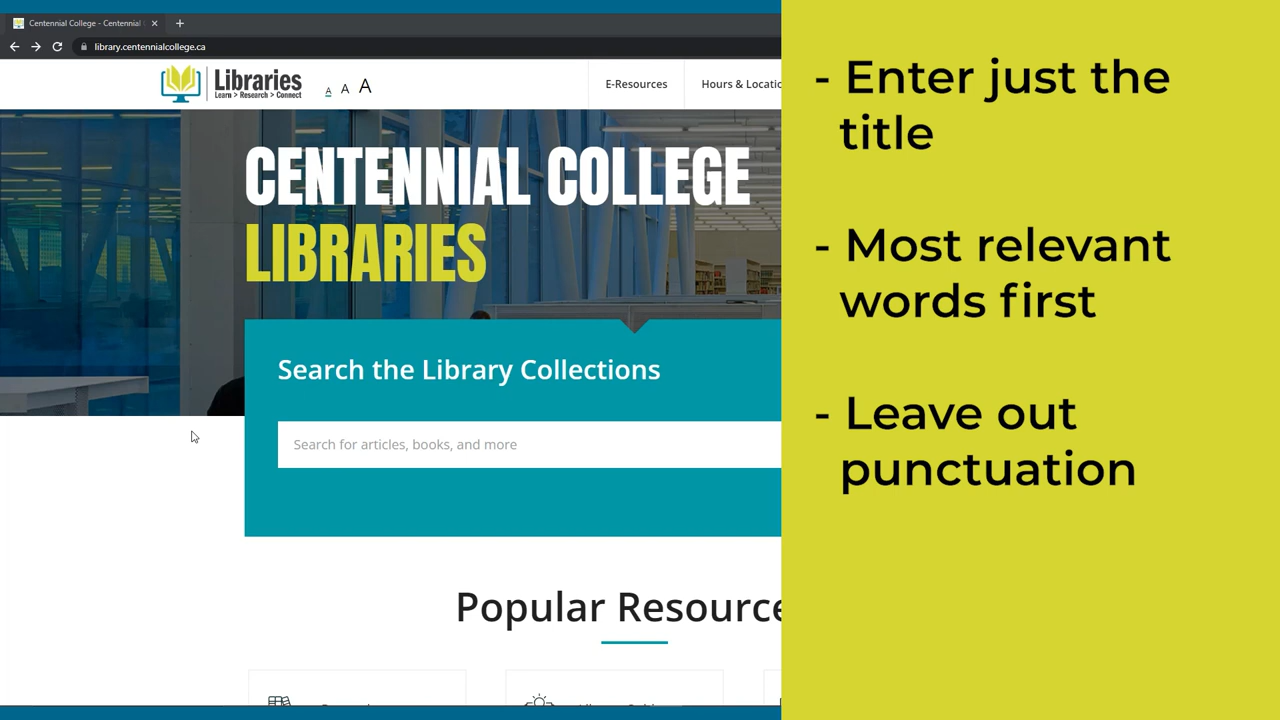 Centennial College - Centennial
library.centennialcollege.ca
Libraries
Learn > Research > Connect
A A A
E-Resources
Hours & Locatio
CENTENNIAL COLLEGE
LIBRARIES
Search the Library Collections
Search for articles, books, and more
Popular Resource
- Enter just the
title
- Most relevant
words first
- Leave out
punctuation